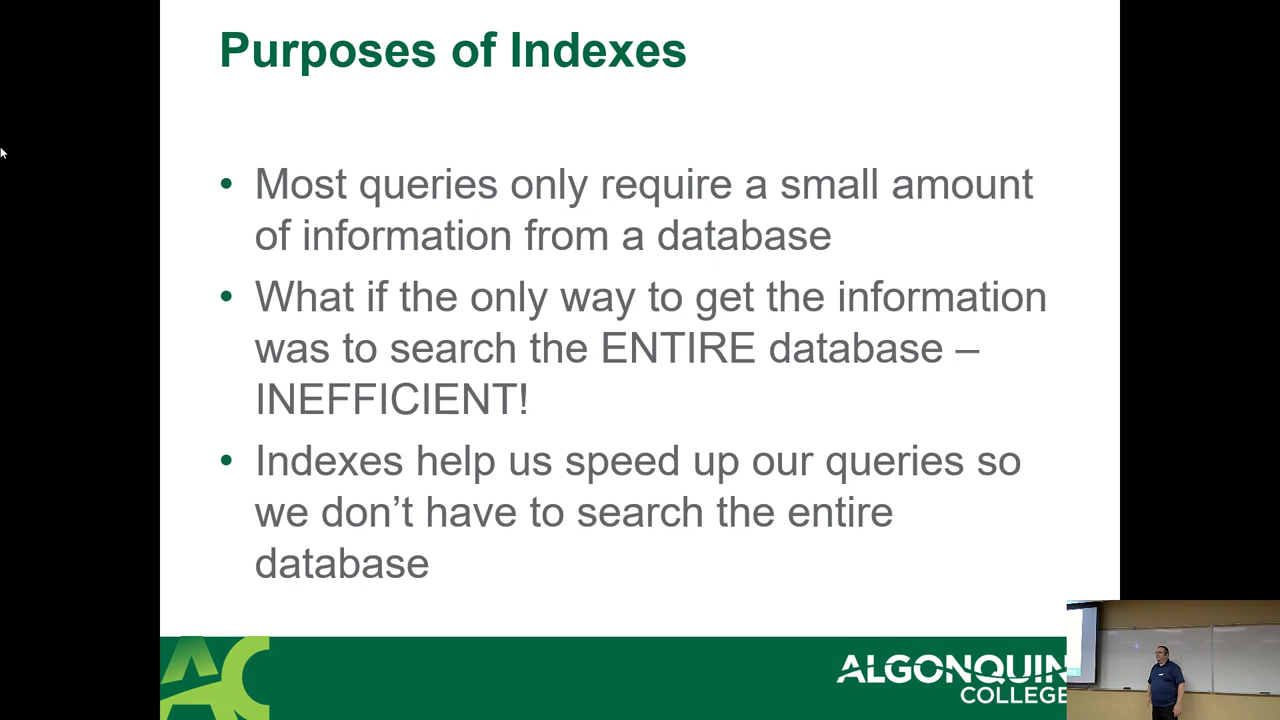 Purposes of Indexes
• Most queries only require a small amount
of information from a database
• What if the only way to get the information
was to search the ENTIRE database –
INEFFICIENT!
• Indexes help us speed up our queries so
we don’t have to search the entire
database
AC
ALGONQUIN
COLLEGE